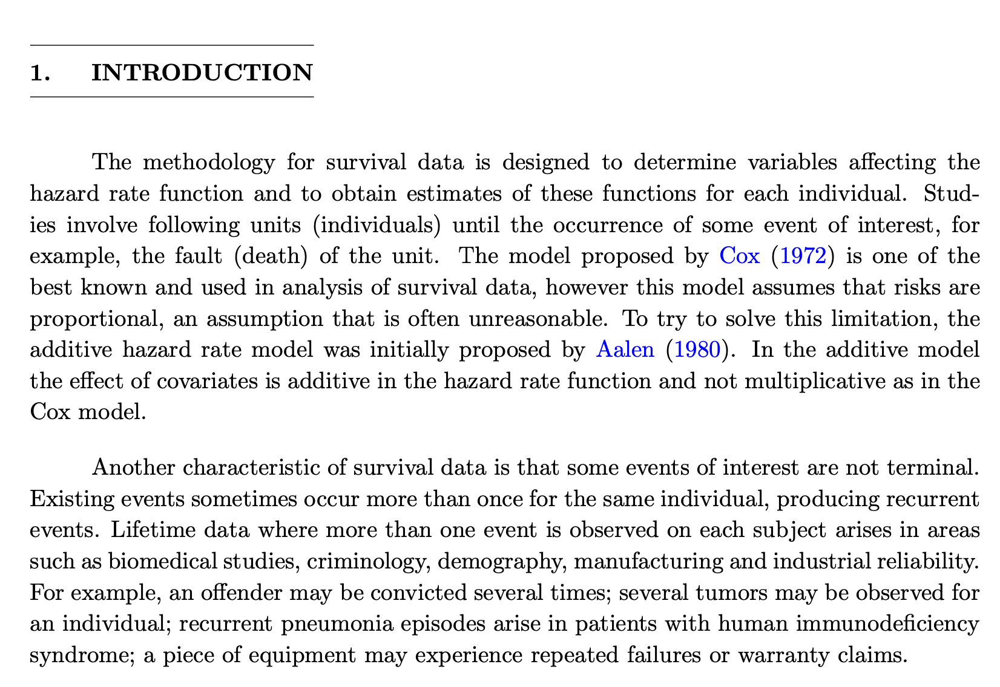 1. INTRODUCTION
The methodology for survival data is designed to determine variables affecting the
hazard rate function and to obtain estimates of these functions for each individual. Stud-
ies involve following units (individuals) until the occurrence of some event of interest, for
example, the fault (death) of the unit. The model proposed by Cox (1972) is one of the
best known and used in analysis of survival data, however this model assumes that risks are
proportional, an assumption that is often unreasonable. To try to solve this limitation, the
additive hazard rate model was initially proposed by Aalen (1980). In the additive model
the effect of covariates is additive in the hazard rate function and not multiplicative as in the
Cox model.
Another characteristic of survival data is that some events of interest are not terminal.
Existing events sometimes occur more than once for the same individual, producing recurrent
events. Lifetime data where more than one event is observed on each subject arises in areas
such as biomedical studies, criminology, demography, manufacturing and industrial reliability.
For example, an offender may be convicted several times; several tumors may be observed for
an individual; recurrent pneumonia episodes arise in patients with human immunodeficiency
syndrome; a piece of equipment may experience repeated failures or warranty claims.